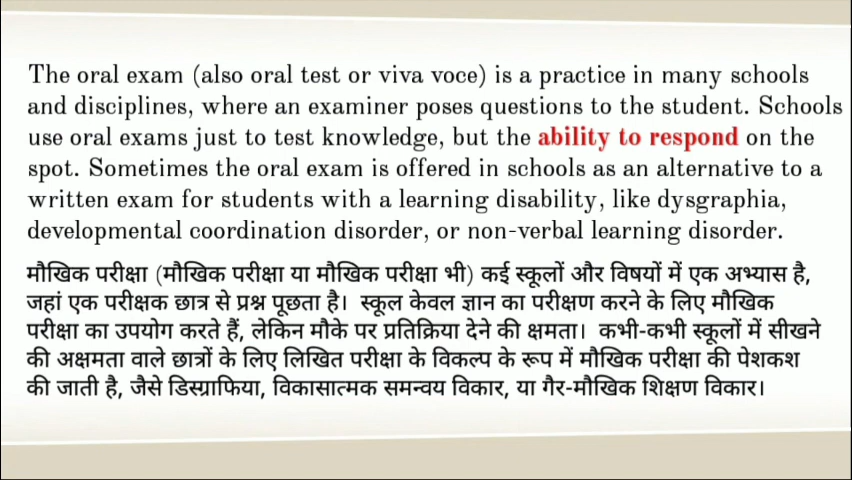 The oral exam (also oral test or viva voce) is a practice in many schools
and disciplines, where an examiner poses questions to the student. Schools
use oral exams just to test knowledge, but the ability to respond on the
spot. Sometimes the oral exam is offered in schools as an alternative to a
written exam for students with a learning disability, like dysgraphia,
developmental coordination disorder, or non-verbal learning disorder.
मौखिक परीक्षा (मौखिक परीक्षा या मौखिक परीक्षा भी) कई स्कूलों और विषयों में एक अभ्यास है,
जहां एक परीक्षक छात्र से प्रश्न पूछता है। स्कूल केवल ज्ञान का परीक्षण करने के लिए मौखिक
परीक्षा का उपयोग करते हैं, लेकिन मौके पर प्रतिक्रिया देने की क्षमता। कभी-कभी स्कूलों में सीखने
की अक्षमता वाले छात्रों के लिए लिखित परीक्षा के विकल्प के रूप में मौखिक परीक्षा की पेशकश
की जाती है, जैसे डिस्ग्राफिया, विकासात्मक समन्वय विकार, या गैर-मौखिक शिक्षण विकार।